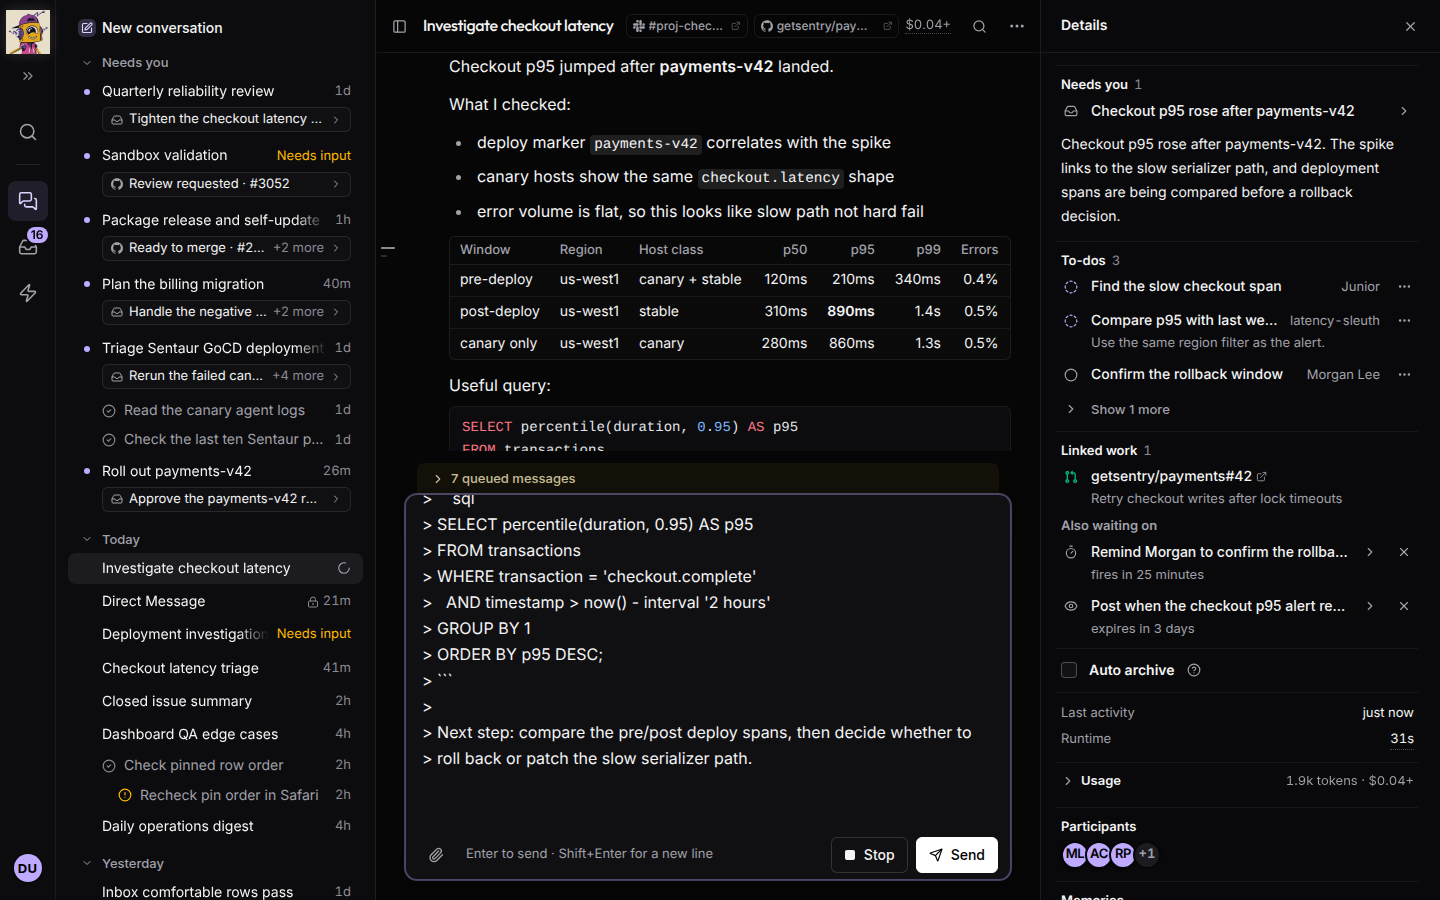 New conversation
Needs you
Quarterly reliability review 1d
Tighten the checkout latency ...
Sandbox validation Needs input
Review requested · #3052
Package release and self-update 1h
Ready to merge · #2... +2 more
Plan the billing migration 40m
Handle the negative ... +2 more
Triage Sentaur GoCD deployment 1d
Rerun the failed can... +4 more
Read the canary agent logs 1d
Check the last ten Sentaur p... 1d
Roll out payments-v42 26m
Approve the payments-v42 r...
Today
Investigate checkout latency
Direct Message 21m
Deployment investigation Needs input
Checkout latency triage 41m
Closed issue summary 2h
Dashboard QA edge cases 4h
Check pinned row order 2h
Recheck pin order in Safari 2h
Daily operations digest 4h
Yesterday
Inbox comfortable rows pass 1d
16
DU
Investigate checkout latency #proj-chec... getsentry/pay... $0.04+
Checkout p95 jumped after payments-v42 landed.
What I checked:
deploy marker payments-v42 correlates with the spike
canary hosts show the same checkout.latency shape
error volume is flat, so this looks like slow path not hard fail
Window Region Host class p50 p95 p99 Errors
pre-deploy us-west1 canary + stable 120ms 210ms 340ms 0.4%
post-deploy us-west1 stable 310ms 890ms 1.4s 0.5%
canary only us-west1 canary 280ms 860ms 1.3s 0.5%
Useful query:
SELECT percentile(duration, 0.95) AS p95
FROM transactions
7 queued messages
> sql
> SELECT percentile(duration, 0.95) AS p95
> FROM transactions
> WHERE transaction = 'checkout.complete'
>   AND timestamp > now() - interval '2 hours'
> GROUP BY 1
> ORDER BY p95 DESC;
> ```
>
> Next step: compare the pre/post deploy spans, then decide whether to
> roll back or patch the slow serializer path.
Enter to send · Shift+Enter for a new line Stop Send
Details
Needs you 1
Checkout p95 rose after payments-v42
Checkout p95 rose after payments-v42. The spike
links to the slow serializer path, and deployment
spans are being compared before a rollback
decision.
To-dos 3
Find the slow checkout span Junior
Compare p95 with last we... latency-sleuth
Use the same region filter as the alert.
Confirm the rollback window Morgan Lee
Show 1 more
Linked work 1
getsentry/payments#42
Retry checkout writes after lock timeouts
Also waiting on
Remind Morgan to confirm the rollba...
fires in 25 minutes
Post when the checkout p95 alert re...
expires in 3 days
Auto archive
Last activity just now
Runtime 31s
Usage 1.9k tokens · $0.04+
Participants
ML AC RP +1
Memories